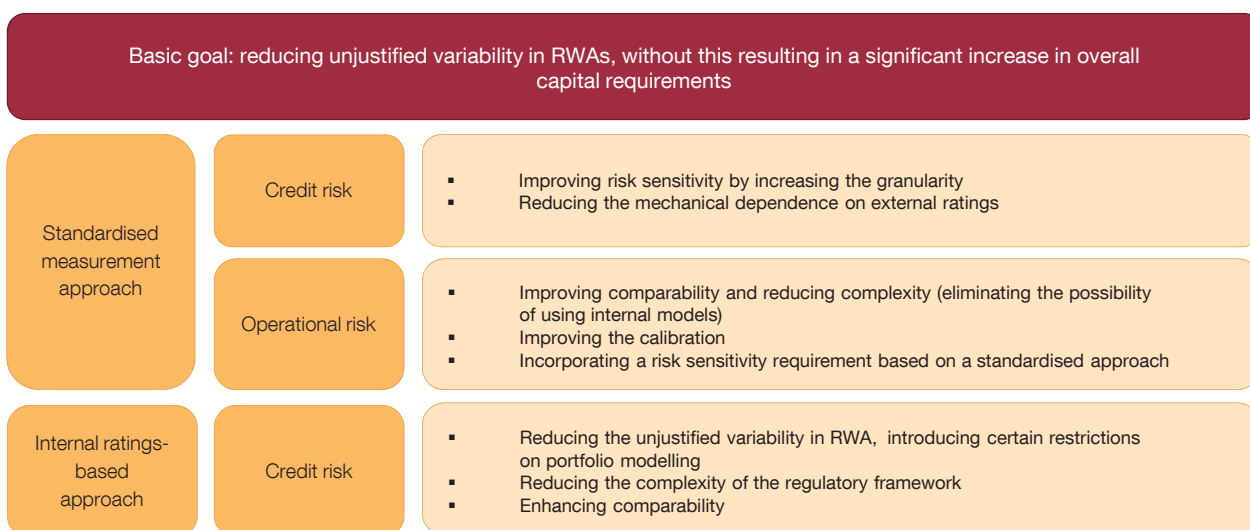 Basic goal: reducing unjustified variability in RWAs, without this resulting in a significant increase in overall
capital requirements
Standardised
measurement
approach
Credit risk
▪ Improving risk sensitivity by increasing the granularity
▪ Reducing the mechanical dependence on external ratings
Operational risk
▪ Improving comparability and reducing complexity (eliminating the possibility
of using internal models)
▪ Improving the calibration
▪ Incorporating a risk sensitivity requirement based on a standardised approach
Internal ratings-
based
approach
Credit risk
▪ Reducing the unjustified variability in RWA, introducing certain restrictions
on portfolio modelling
▪ Reducing the complexity of the regulatory framework
▪ Enhancing comparability